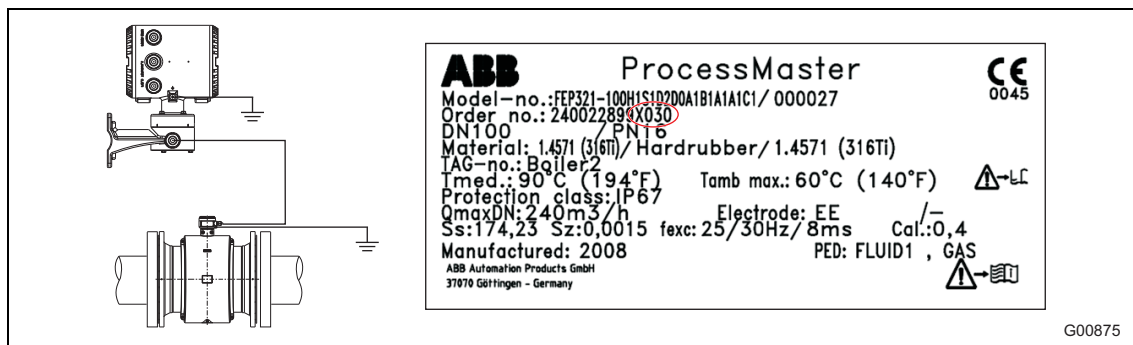 ABB ProcessMaster
CE 0045
Model-no.:FEP321-100H1S1D2D0A1B1A1A1C1/ 000027
Order no.: 240022899X030
DN100 /PN16
Material: 1.4571 (316Ti)/Hardrubber/1.4571 (316Ti)
TAG-no.: Boiler2
Tmed.: 90°C (194°F) Tamb max.: 60°C (140°F)
Protection class:IP67
QmaxDN: 240m3/h Electrode: EE /-
Ss:174,23 Sz:0,0015 fexc: 25/30Hz/8ms Cal.:0,4
Manufactured: 2008 PED: FLUID1 , GAS
ABB Automation Products GmbH
37070 Göttingen - Germany
G00875